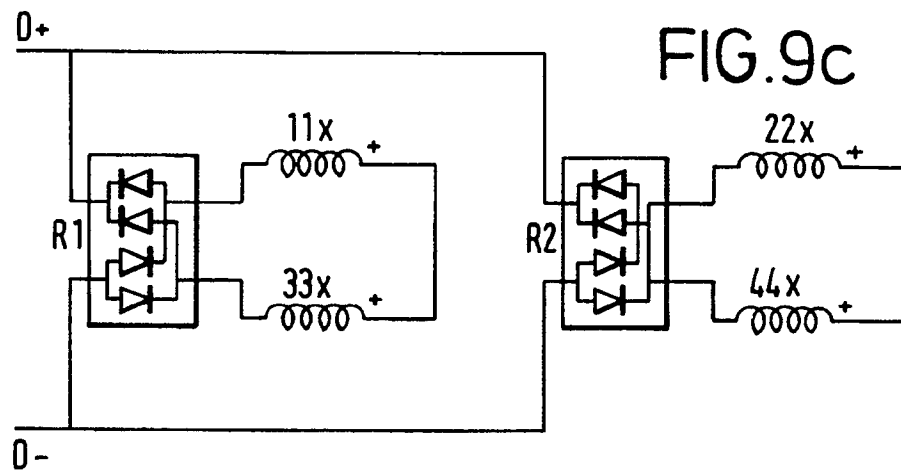 0+
FIG.9c
11x
+
22x
+
R1
R2
33x
+
44x
+
0-